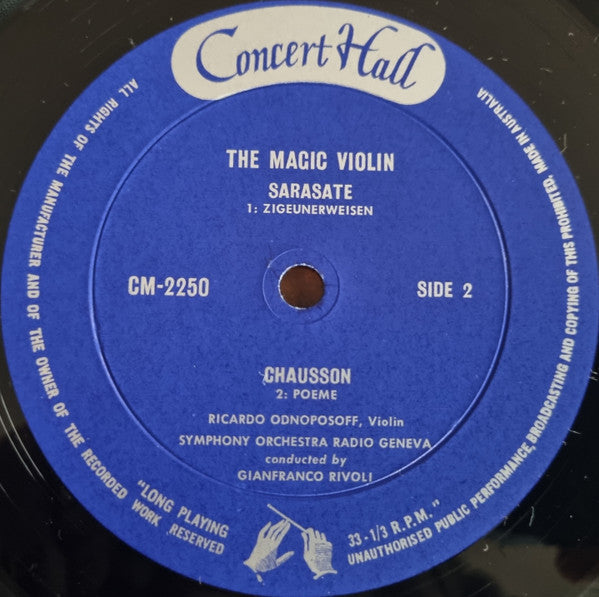 Concert Hall
THE MAGIC VIOLIN
SARASATE
1: ZIGEUNERWEISEN
CM-2250
SIDE 2
CHAUSSON
2: POEME
RICARDO ODNOPOSOFF, Violin
SYMPHONY ORCHESTRA RADIO GENEVA
conducted by
GIANFRANCO RIVOLI
ALL RIGHTS OF THE MANUFACTURER AND OF THE OWNER OF THE RECORDED WORK RESERVED
"LONG PLAYING
33-1/3 R.P.M."
UNAUTHORISED PUBLIC PERFORMANCE, BROADCASTING AND COPYING OF THIS PROHIBITED, MADE IN AUSTRALIA